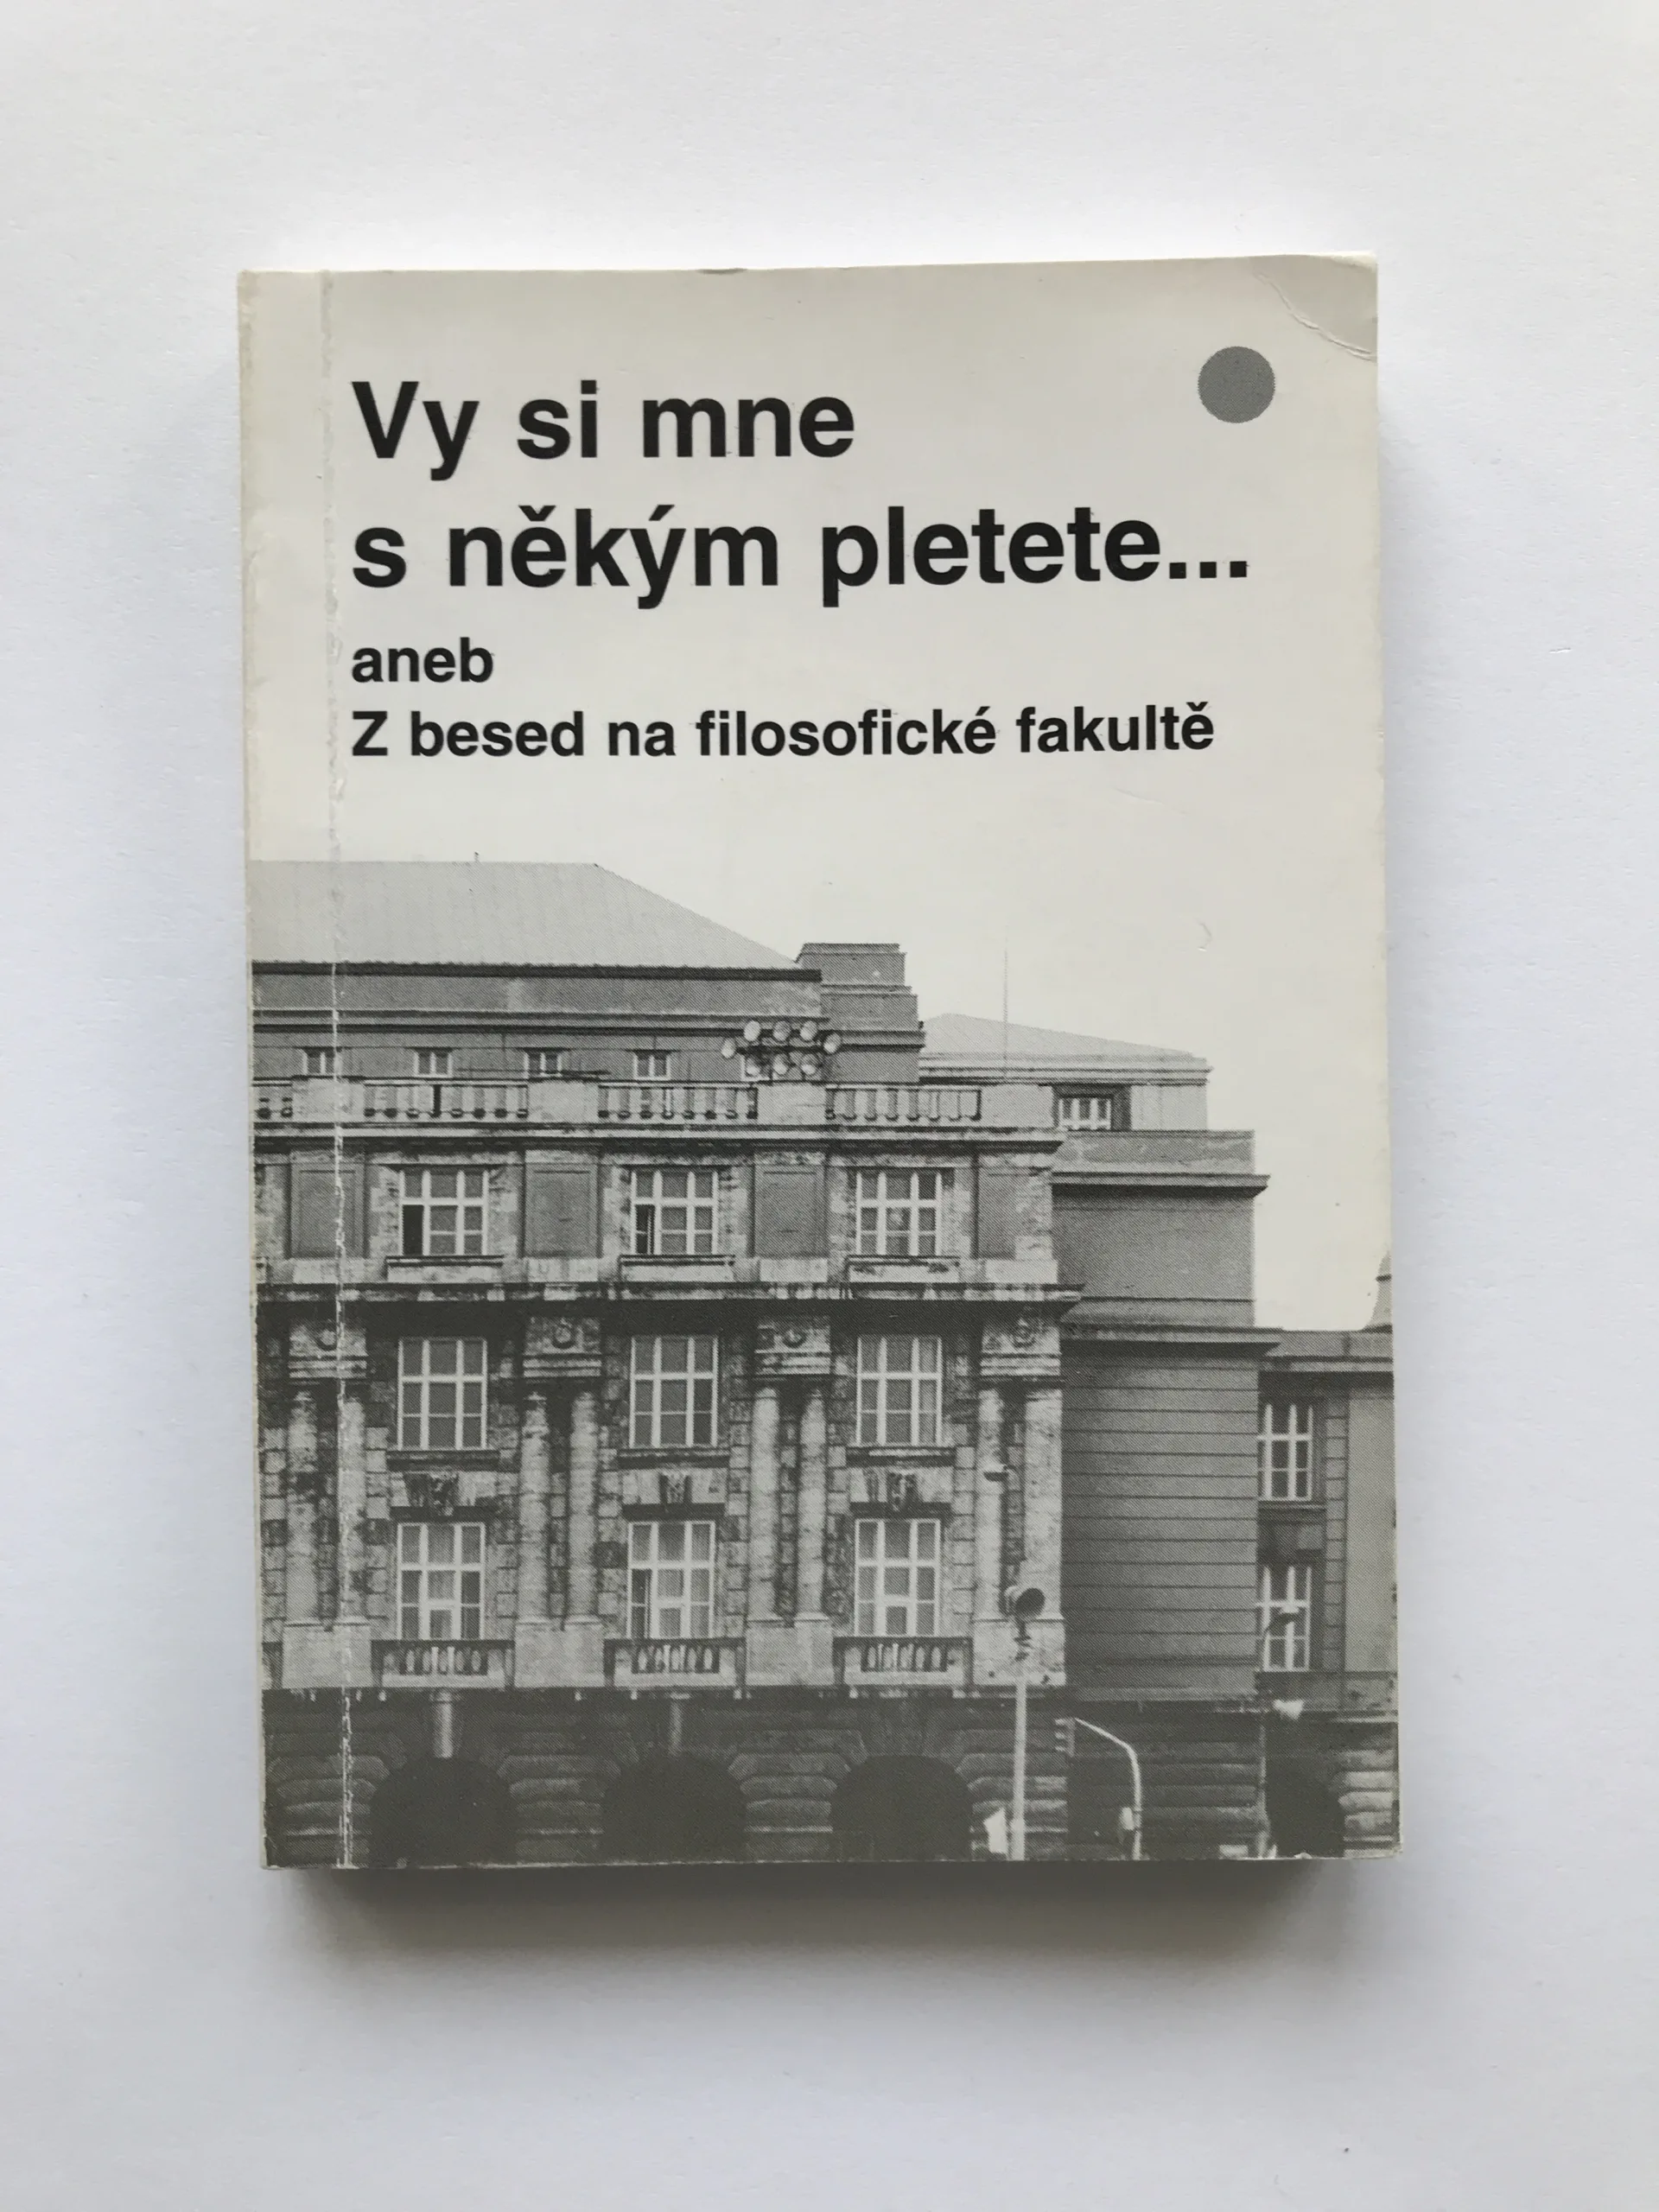 Vy si mne
s někým pletete...
aneb
Z besed na filosofické fakultě